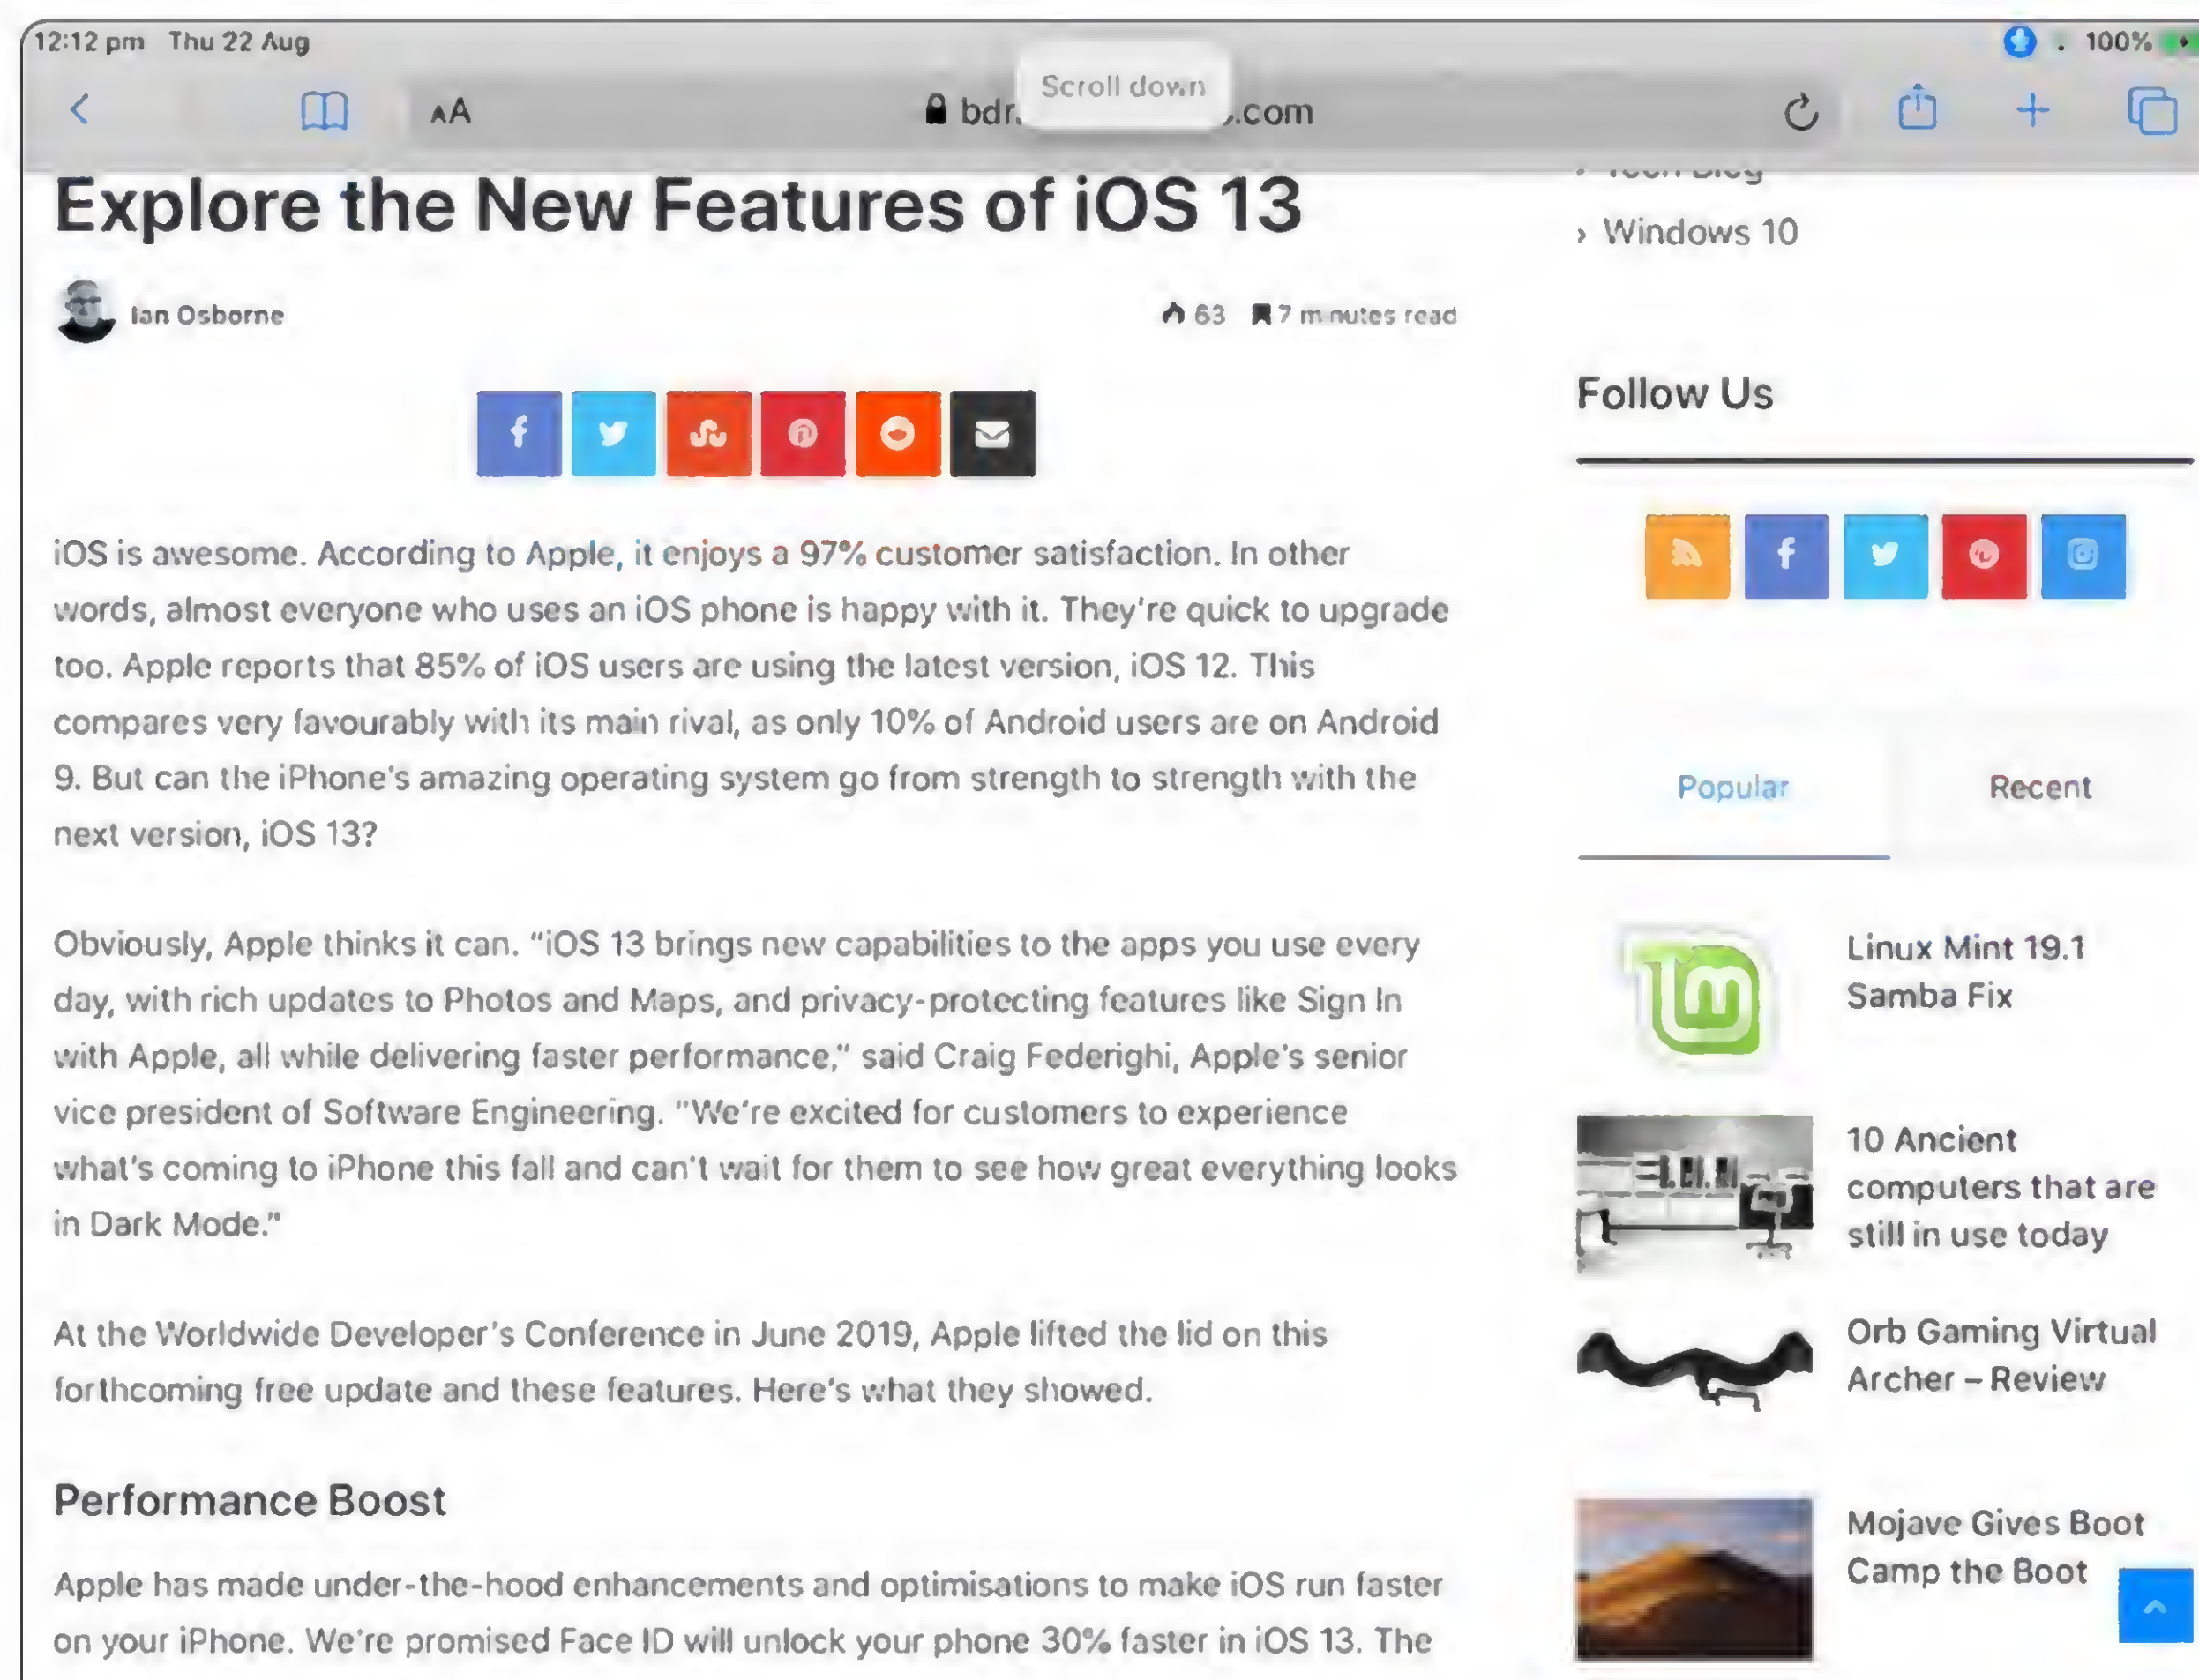 12:12 pm Thu 22 Aug
100%
Scroll down
AA
.com
Explore the New Features of iOS 13
Ian Osborne
63 7 minutes read
iOS is awesome. According to Apple, it enjoys a 97% customer satisfaction. In other
words, almost everyone who uses an iOS phone is happy with it. They're quick to upgrade
too. Apple reports that 85% of iOS users are using the latest version, iOS 12. This
compares very favourably with its main rival, as only 10% of Android users are on Android
9. But can the iPhone's amazing operating system go from strength to strength with the
next version, iOS 13?
Obviously, Apple thinks it can. "iOS 13 brings new capabilities to the apps you use every
day, with rich updates to Photos and Maps, and privacy-protecting features like Sign In
with Apple, all while delivering faster performance," said Craig Federighi, Apple's senior
vice president of Software Engineering. "We're excited for customers to experience
what's coming to iPhone this fall and can't wait for them to see how great everything looks
in Dark Mode."
At the Worldwide Developer's Conference in June 2019, Apple lifted the lid on this
forthcoming free update and these features. Here's what they showed.
Performance Boost
Apple has made under-the-hood enhancements and optimisations to make iOS run faster
on your iPhone. We're promised Face ID will unlock your phone 30% faster in iOS 13. The
Windows 10
Follow Us
Popular Recent
Linux Mint 19.1
Samba Fix
10 Ancient
computers that are
still in use today
Orb Gaming Virtual
Archer – Review
Mojave Gives Boot
Camp the Boot